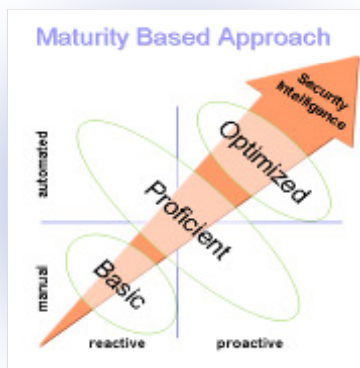 Maturity Based Approach
Security
Intelligence
Optimized
automated
Proficient
manual
Basic
reactive
proactive